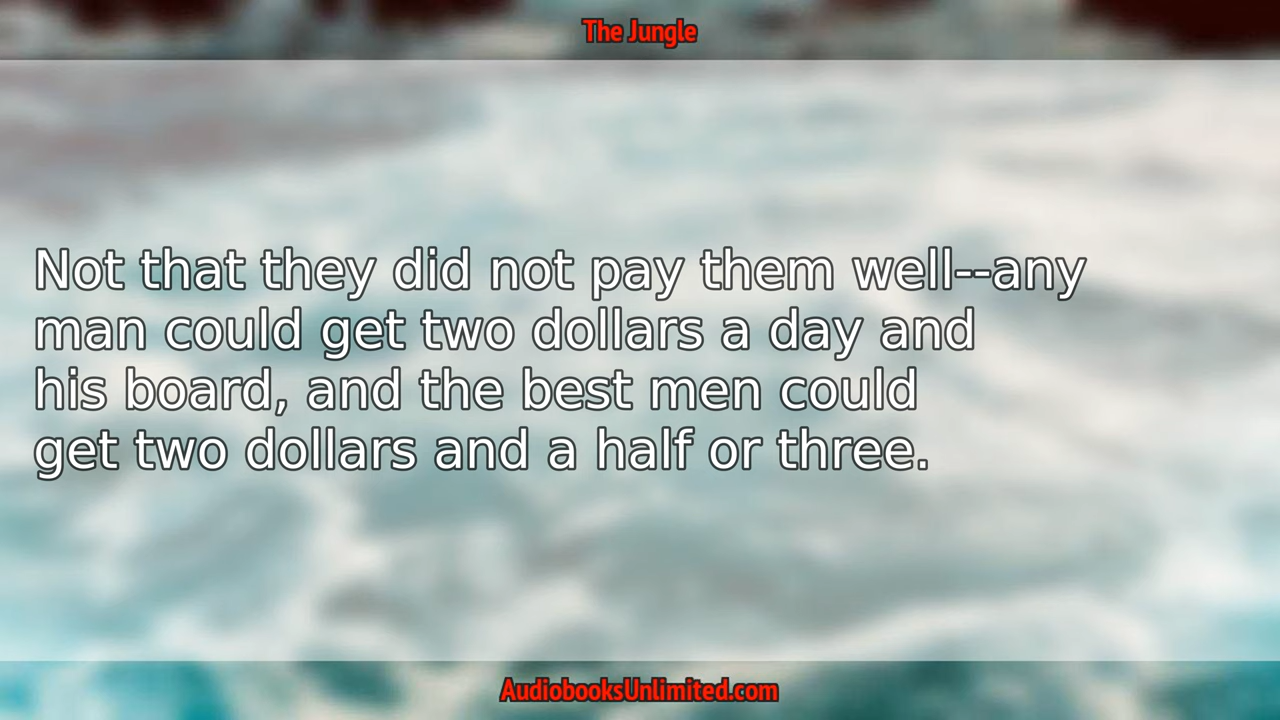 The Jungle
Not that they did not pay them well--any
man could get two dollars a day and
his board, and the best men could
get two dollars and a half or three.
AudiobooksUnlimited.com